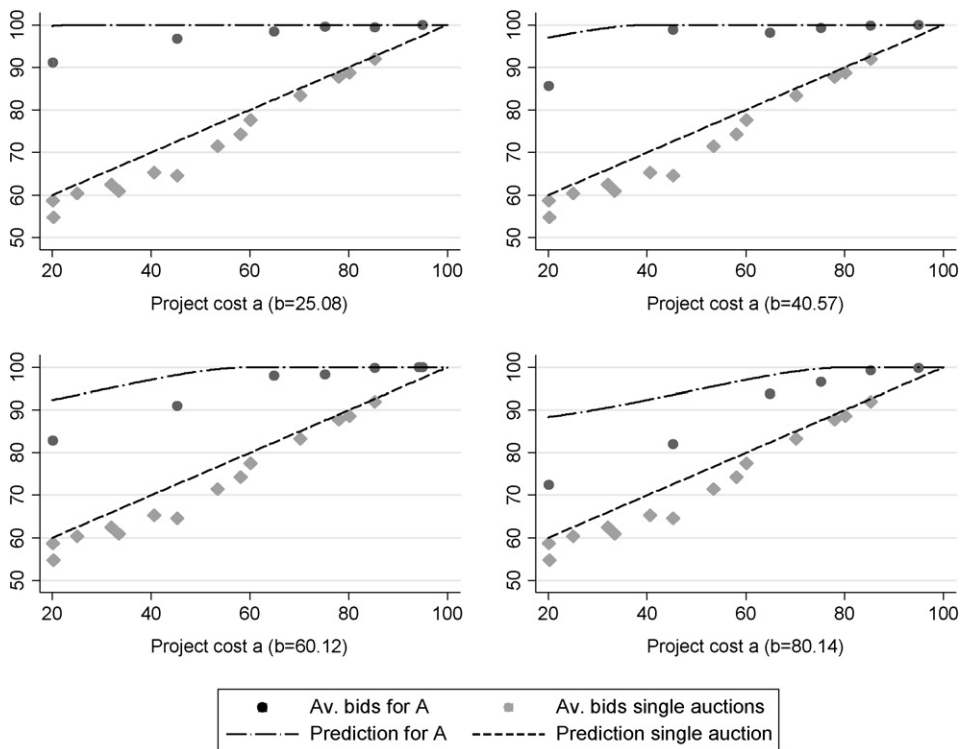 100
90
80
70
60
50
20 40 60 80 100
Project cost a (b=25.08)
100
90
80
70
60
50
20 40 60 80 100
Project cost a (b=40.57)
100
90
80
70
60
50
20 40 60 80 100
Project cost a (b=60.12)
100
90
80
70
60
50
20 40 60 80 100
Project cost a (b=80.14)
Av. bids for A Av. bids single auctions
Prediction for A Prediction single auction